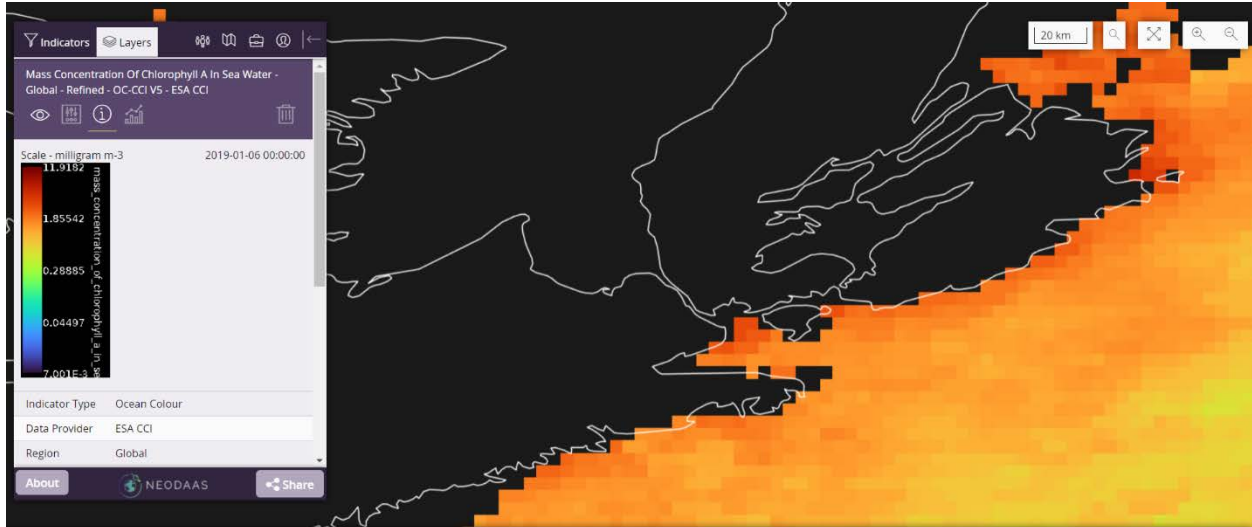 Indicators Layers
Mass Concentration Of Chlorophyll A In Sea Water -
Global - Refined - OC-CCI V5 - ESA CCI
Scale - milligram m-3 2019-01-06 00:00:00
11.9182
1.85542
0.28885
0.04497
7.001E-3
mass_concentration_of_chlorophyll_a_in_se
Indicator Type Ocean Colour
Data Provider ESA CCI
Region Global
About NEODAAS Share
20 km